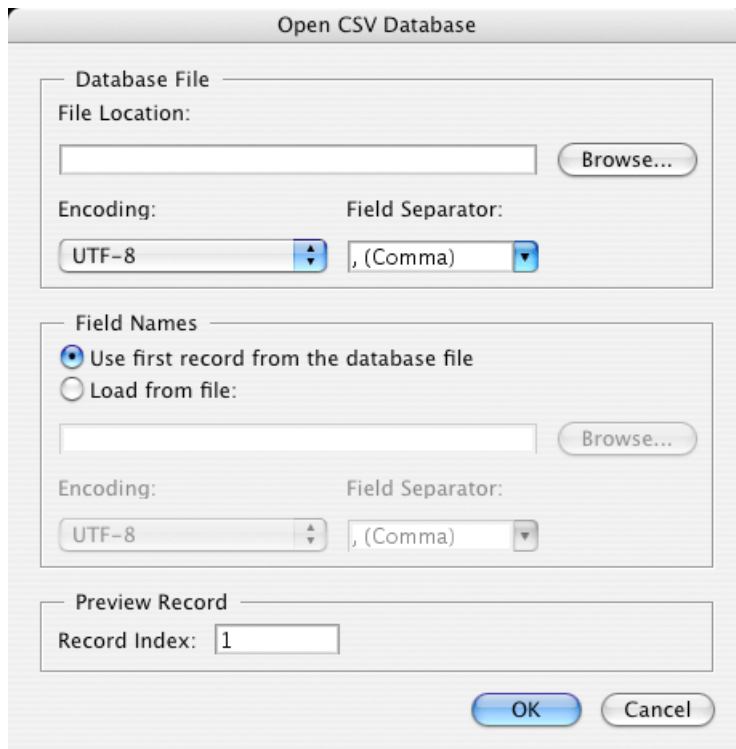 Open CSV Database
Database File
File Location:
Browse...
Encoding: Field Separator:
UTF-8 , (Comma)
Field Names
Use first record from the database file
Load from file:
Browse...
Encoding: Field Separator:
UTF-8 , (Comma)
Preview Record
Record Index: 1
OK Cancel